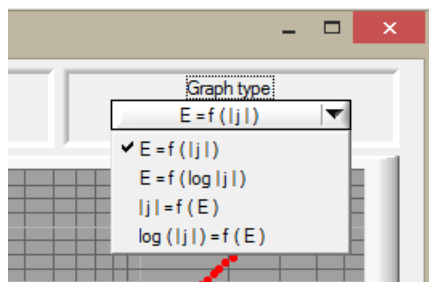 Graph type
E =f ( |j| )
E =f ( |j| )
E =f ( log |j| )
|j| =f ( E )
log ( |j| ) =f ( E )